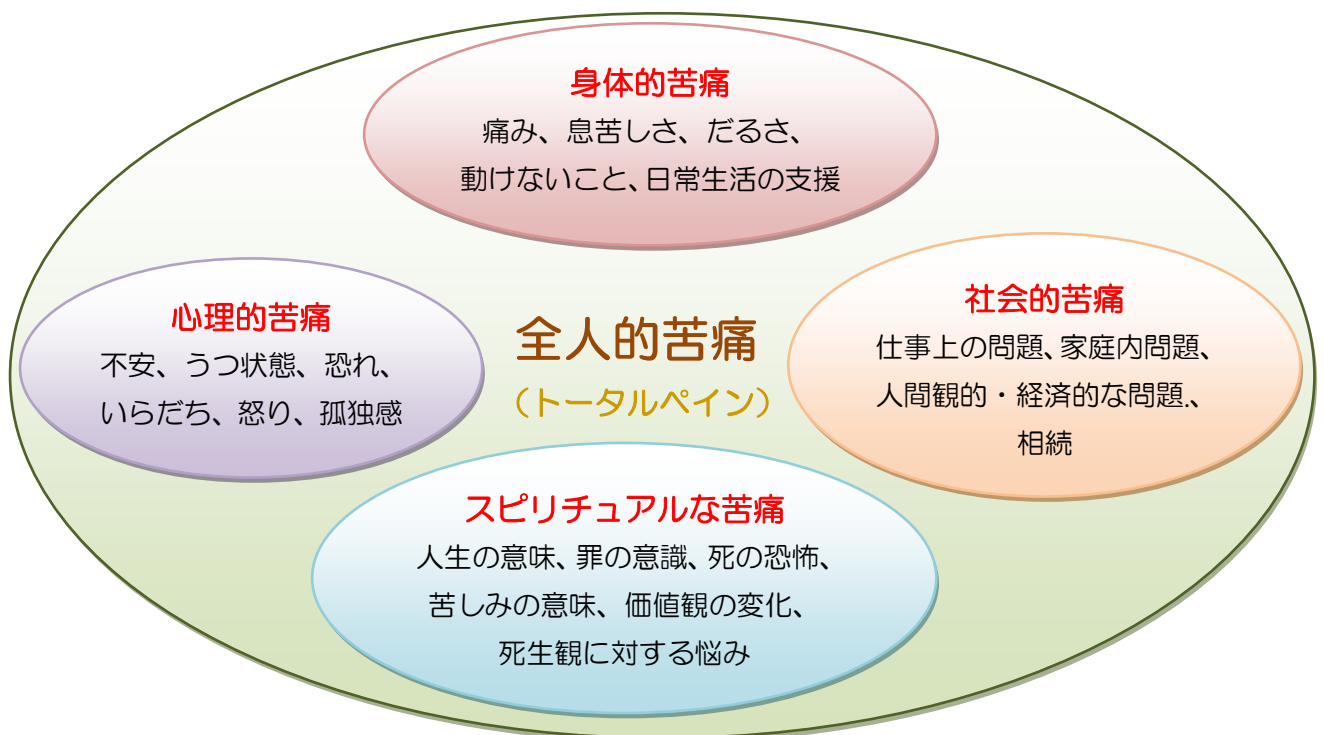 身体的苦痛
痛み、息苦しさ、だるさ、
動けないこと、日常生活の支援
心理的苦痛
不安、うつ状態、恐れ、
いらだち、怒り、孤独感
全人的苦痛
（トータルペイン）
社会的苦痛
仕事上の問題、家庭内問題、
人間観的・経済的な問題.、
相続
スピリチュアルな苦痛
人生の意味、罪の意識、死の恐怖、
苦しみの意味、価値観の変化、
死生観に対する悩み